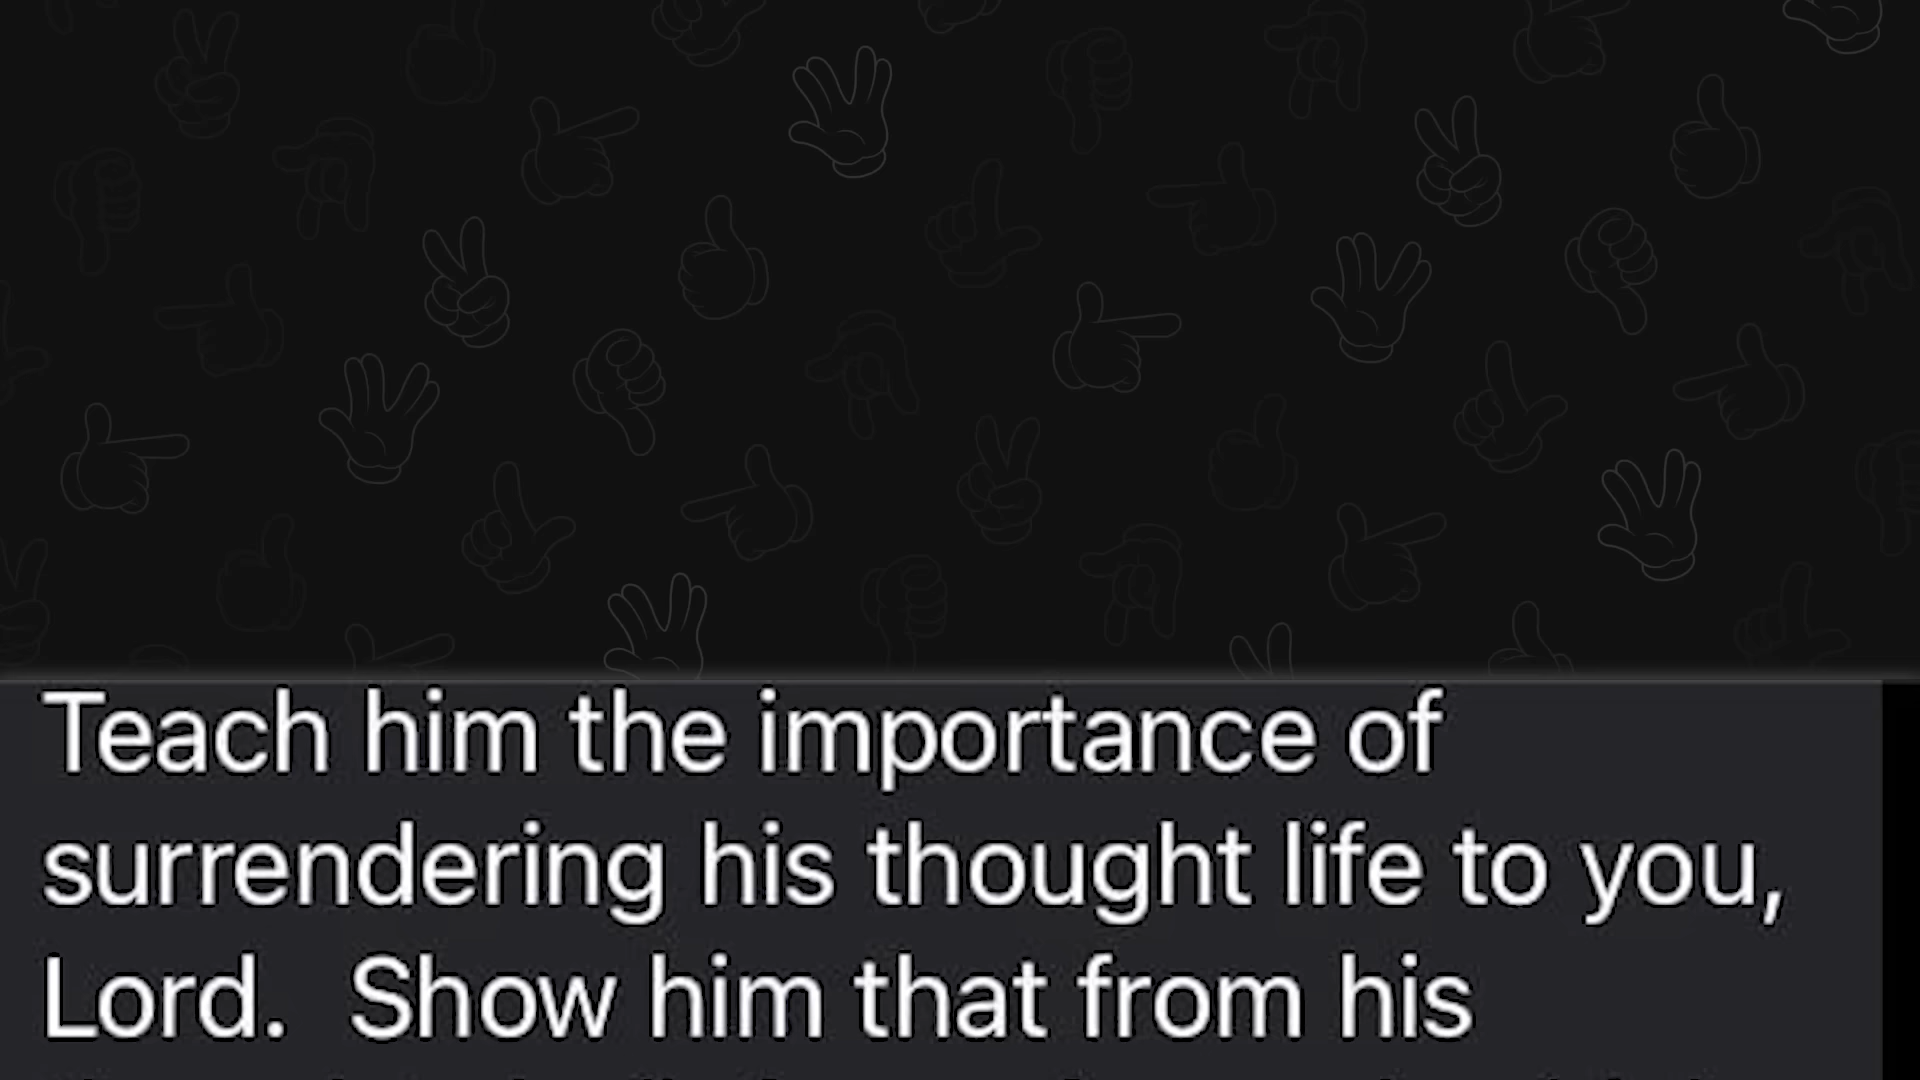 Teach him the importance of
surrendering his thought life to you,
Lord.  Show him that from his